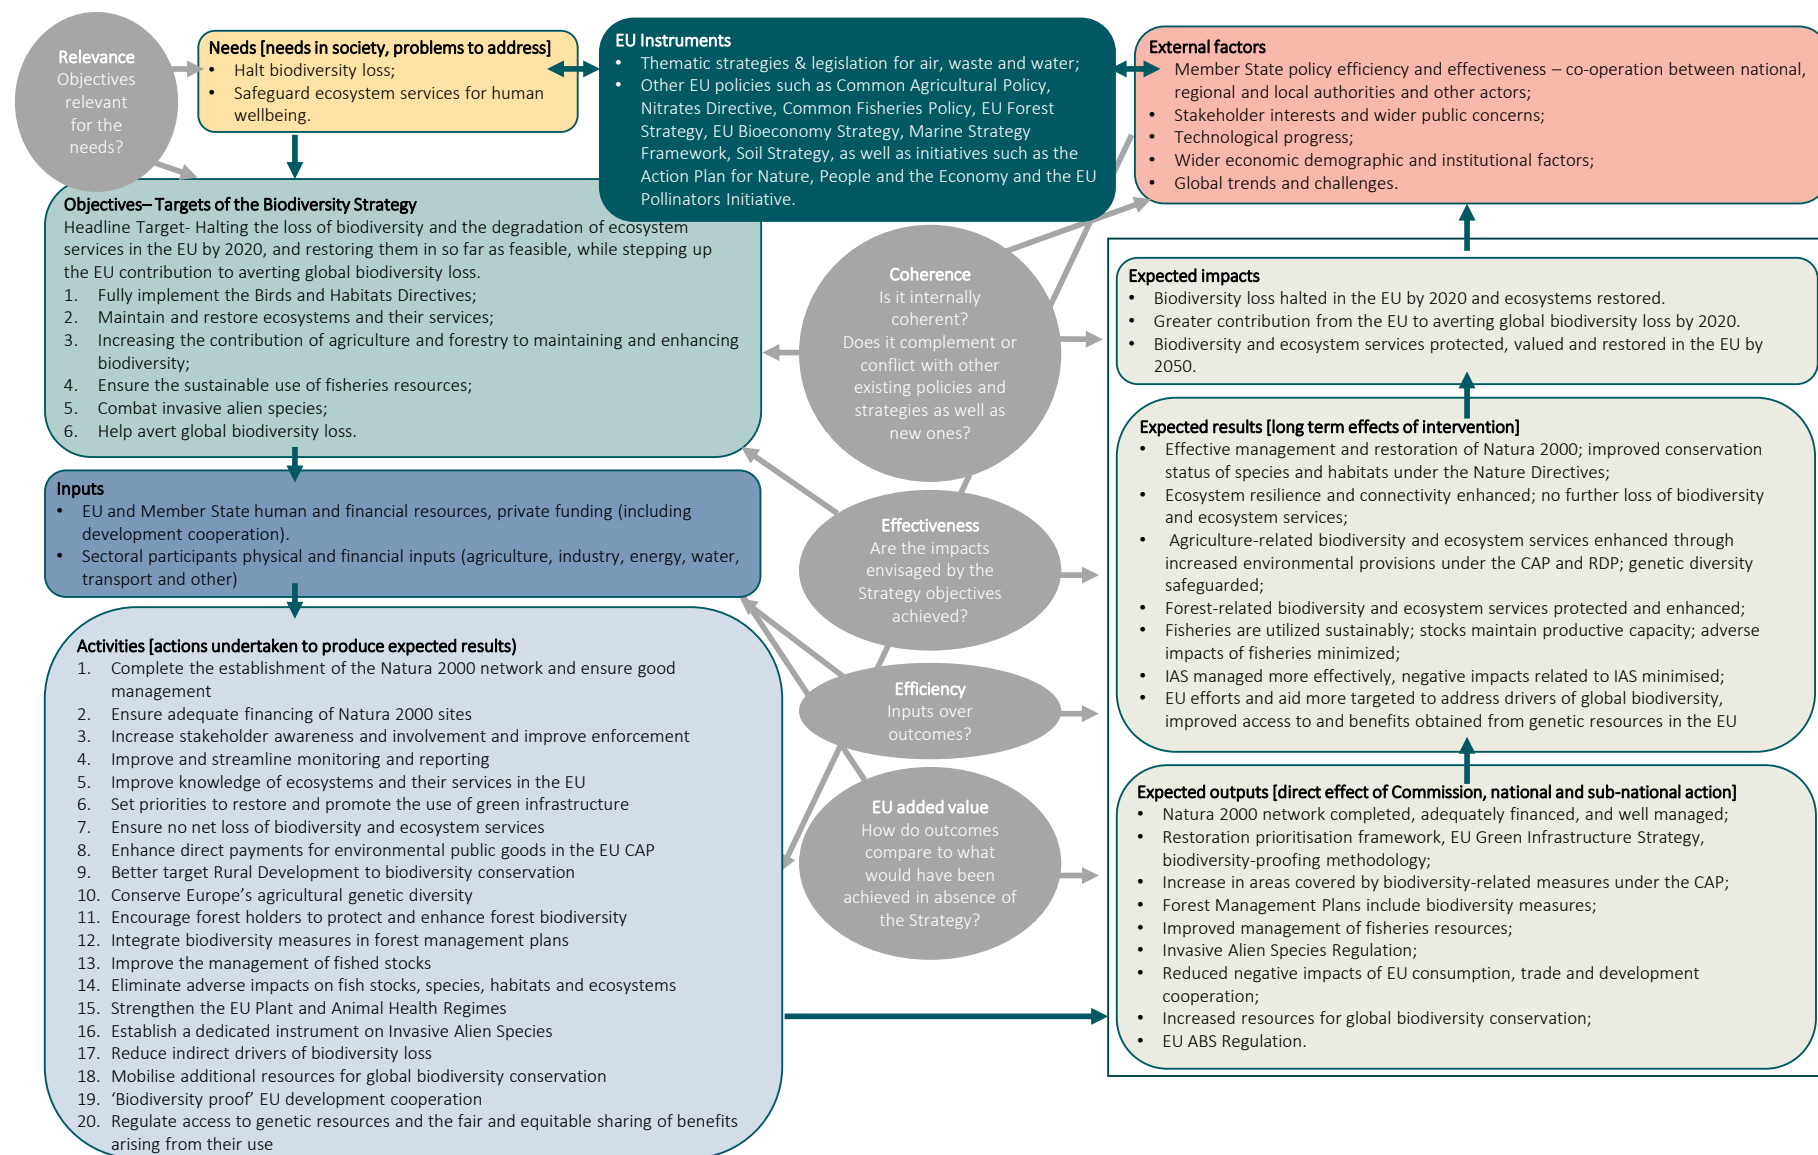 Relevance
Objectives
relevant
for the
needs?
Needs [needs in society, problems to address]
• Halt biodiversity loss;
• Safeguard ecosystem services for human
wellbeing.
EU Instruments
• Thematic strategies & legislation for air, waste and water;
• Other EU policies such as Common Agricultural Policy,
Nitrates Directive, Common Fisheries Policy, EU Forest
Strategy, EU Bioeconomy Strategy, Marine Strategy
Framework, Soil Strategy, as well as initiatives such as the
Action Plan for Nature, People and the Economy and the EU
Pollinators Initiative.
External factors
• Member State policy efficiency and effectiveness – co-operation between national,
regional and local authorities and other actors;
• Stakeholder interests and wider public concerns;
• Technological progress;
• Wider economic demographic and institutional factors;
• Global trends and challenges.
Objectives– Targets of the Biodiversity Strategy
Headline Target- Halting the loss of biodiversity and the degradation of ecosystem
services in the EU by 2020, and restoring them in so far as feasible, while stepping up
the EU contribution to averting global biodiversity loss.
1. Fully implement the Birds and Habitats Directives;
2. Maintain and restore ecosystems and their services;
3. Increasing the contribution of agriculture and forestry to maintaining and enhancing
biodiversity;
4. Ensure the sustainable use of fisheries resources;
5. Combat invasive alien species;
6. Help avert global biodiversity loss.
Inputs
• EU and Member State human and financial resources, private funding (including
development cooperation).
• Sectoral participants physical and financial inputs (agriculture, industry, energy, water,
transport and other)
Activities [actions undertaken to produce expected results)
1. Complete the establishment of the Natura 2000 network and ensure good
management
2. Ensure adequate financing of Natura 2000 sites
3. Increase stakeholder awareness and involvement and improve enforcement
4. Improve and streamline monitoring and reporting
5. Improve knowledge of ecosystems and their services in the EU
6. Set priorities to restore and promote the use of green infrastructure
7. Ensure no net loss of biodiversity and ecosystem services
8. Enhance direct payments for environmental public goods in the EU CAP
9. Better target Rural Development to biodiversity conservation
10. Conserve Europe's agricultural genetic diversity
11. Encourage forest holders to protect and enhance forest biodiversity
12. Integrate biodiversity measures in forest management plans
13. Improve the management of fished stocks
14. Eliminate adverse impacts on fish stocks, species, habitats and ecosystems
15. Strengthen the EU Plant and Animal Health Regimes
16. Establish a dedicated instrument on Invasive Alien Species
17. Reduce indirect drivers of biodiversity loss
18. Mobilise additional resources for global biodiversity conservation
19. ‘Biodiversity proof’ EU development cooperation
20. Regulate access to genetic resources and the fair and equitable sharing of benefits
arising from their use
Coherence
Is it internally
coherent?
Does it complement or
conflict with other
existing policies and
strategies as well as
new ones?
Effectiveness
Are the impacts
envisaged by the
Strategy objectives
achieved?
Efficiency
Inputs over
outcomes?
EU added value
How do outcomes
compare to what
would have been
achieved in absence of
the Strategy?
Expected impacts
• Biodiversity loss halted in the EU by 2020 and ecosystems restored.
• Greater contribution from the EU to averting global biodiversity loss by 2020.
• Biodiversity and ecosystem services protected, valued and restored in the EU by
2050.
Expected results [long term effects of intervention]
• Effective management and restoration of Natura 2000; improved conservation
status of species and habitats under the Nature Directives;
• Ecosystem resilience and connectivity enhanced; no further loss of biodiversity
and ecosystem services;
• Agriculture-related biodiversity and ecosystem services enhanced through
increased environmental provisions under the CAP and RDP; genetic diversity
safeguarded;
• Forest-related biodiversity and ecosystem services protected and enhanced;
• Fisheries are utilized sustainably; stocks maintain productive capacity; adverse
impacts of fisheries minimized;
• IAS managed more effectively, negative impacts related to IAS minimised;
• EU efforts and aid more targeted to address drivers of global biodiversity,
improved access to and benefits obtained from genetic resources in the EU
Expected outputs [direct effect of Commission, national and sub-national action]
• Natura 2000 network completed, adequately financed, and well managed;
• Restoration prioritisation framework, EU Green Infrastructure Strategy,
biodiversity-proofing methodology;
• Increase in areas covered by biodiversity-related measures under the CAP;
• Forest Management Plans include biodiversity measures;
• Improved management of fisheries resources;
• Invasive Alien Species Regulation;
• Reduced negative impacts of EU consumption, trade and development
cooperation;
• Increased resources for global biodiversity conservation;
• EU ABS Regulation.